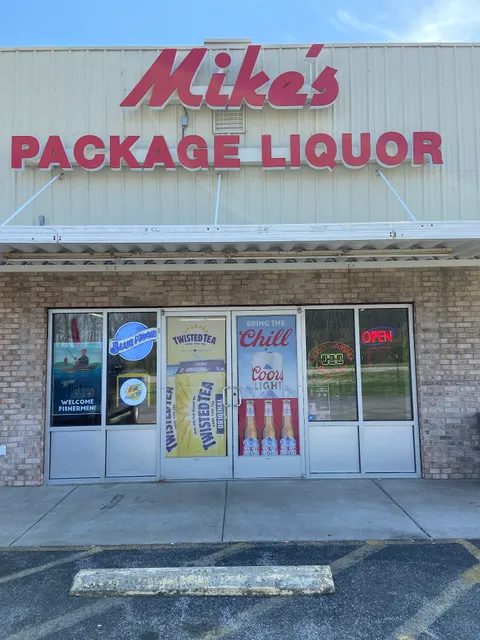 Mike's
PACKAGE LIQUOR
BRING THE
Chill
Coors
LIGHT
TWISTED TEA
TWISTED TEA
TWISTED TEA
ORIGINAL
BLUE MOON
OPEN
WELCOME
FISHERMEN!